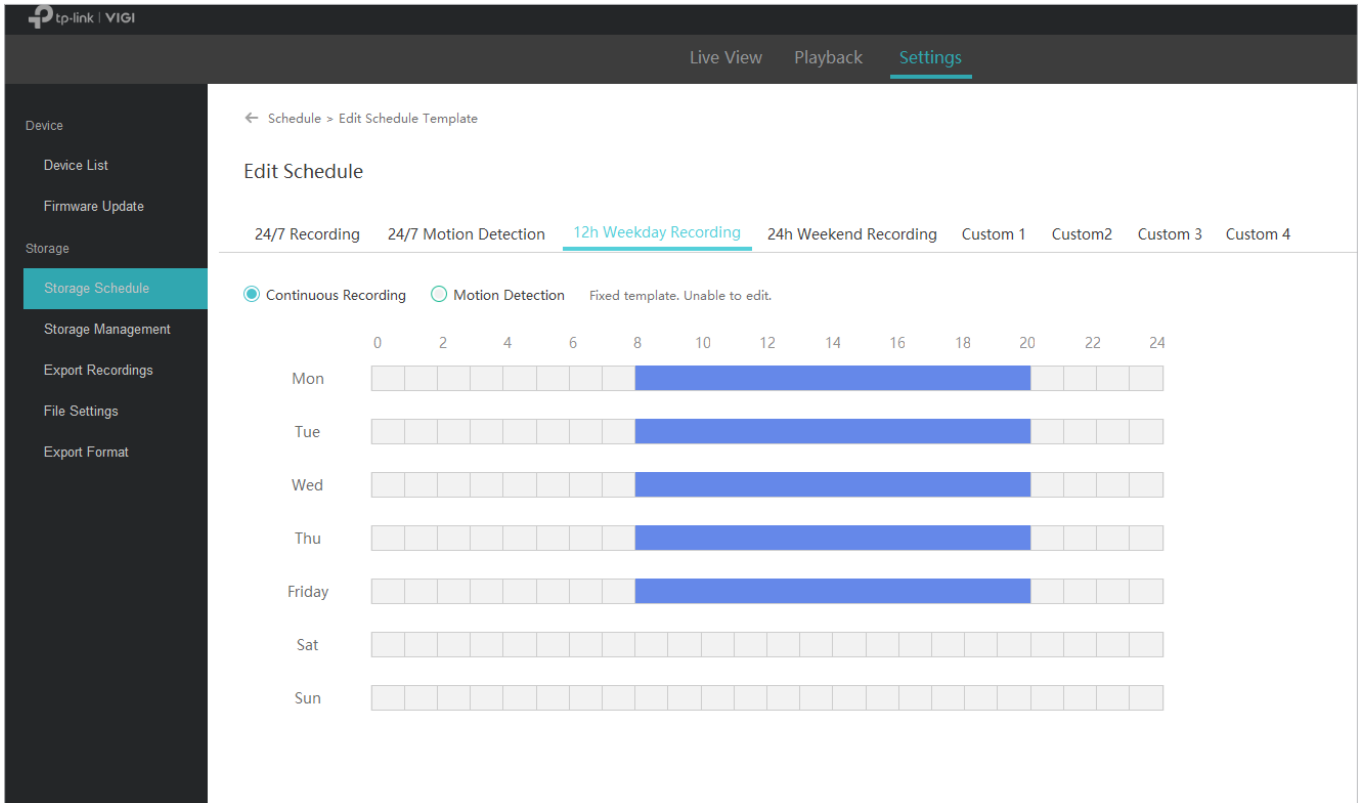 tp-link | VIGI
Live View Playback Settings
Device
Device List
Firmware Update
Storage
Storage Schedule
Storage Management
Export Recordings
File Settings
Export Format
← Schedule > Edit Schedule Template
Edit Schedule
24/7 Recording 24/7 Motion Detection 12h Weekday Recording 24h Weekend Recording Custom 1 Custom2 Custom 3 Custom 4
Continuous Recording Motion Detection Fixed template. Unable to edit.
0 2 4 6 8 10 12 14 16 18 20 22 24
Mon
Tue
Wed
Thu
Friday
Sat
Sun